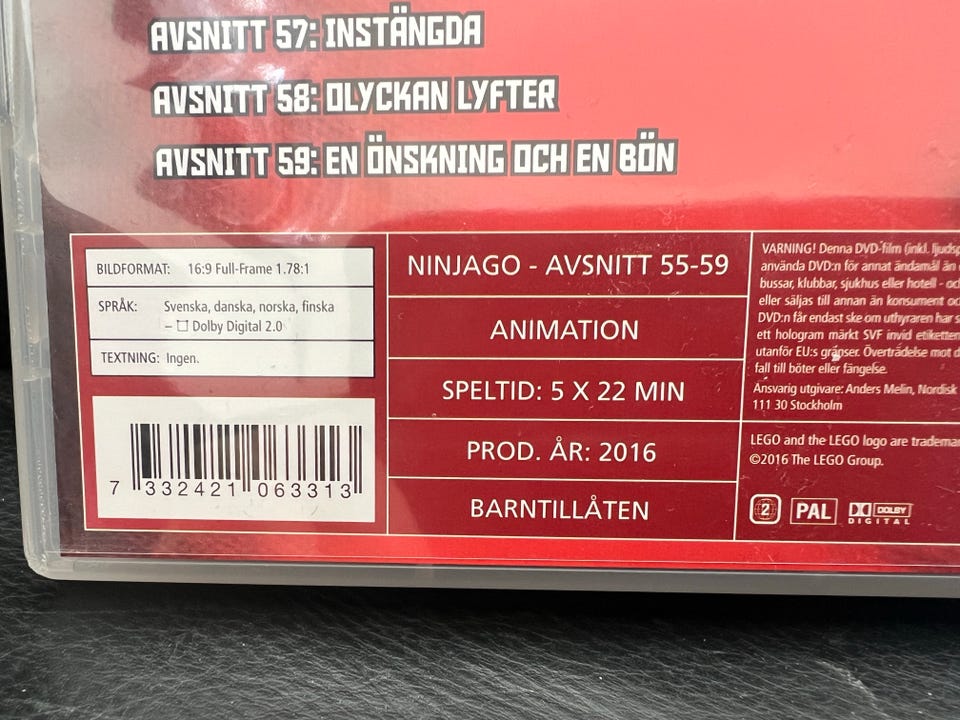 AVSNITT 57: INSTÄNGDA
AVSNITT 58: OLYCKAN LYFTER
AVSNITT 59: EN ÖNSKNING OCH EN BÖN
BILDFORMAT: 16:9 Full-Frame 1.78:1
SPRÅK: Svenska, danska, norska, finska
– Dolby Digital 2.0
TEXTNING: Ingen.
7 332421 063313
NINJAGO - AVSNITT 55-59
ANIMATION
SPELTID: 5 X 22 MIN
PROD. ÅR: 2016
BARNTILLÅTEN
VARNING! Denna DVD-film (inkl. ljudsp
använda DVD:n för annat ändamål än
bussar, klubbar, sjukhus eller hotell - oc
eller säljas till annan än konsument oc
DVD:n får endast ske om uthyraren har s
ett hologram märkt SVF invid etiketten
utanför EU:s gränser. Överträdelse mot d
fall till böter eller fängelse.
Ansvarig utgivare: Anders Melin, Nordisk
111 30 Stockholm
LEGO and the LEGO logo are trademar
©2016 The LEGO Group.
2 PAL DOLBY
DIGITAL